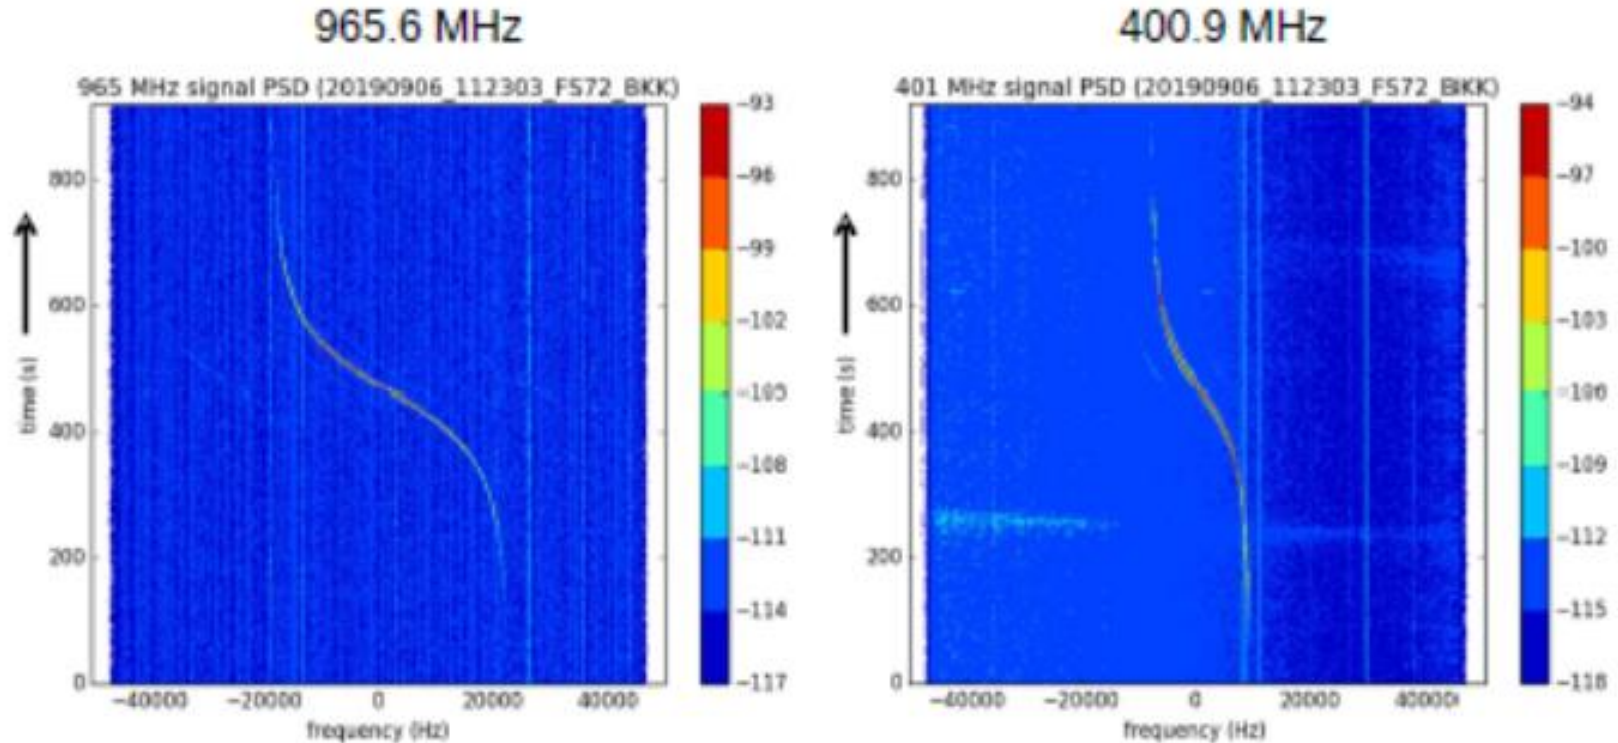 965.6 MHz
965 MHz signal PSD (20190906_112303_FS72_BKK)
time (s)
800
600
400
200
0
−40000 −20000 0 20000 40000
frequency (Hz)
−93
−96
−99
−102
−105
−108
−111
−114
−117
400.9 MHz
401 MHz signal PSD (20190906_112303_FS72_BKK)
time (s)
800
600
400
200
0
−40000 −20000 0 20000 40000
frequency (Hz)
−94
−97
−100
−103
−106
−109
−112
−115
−118